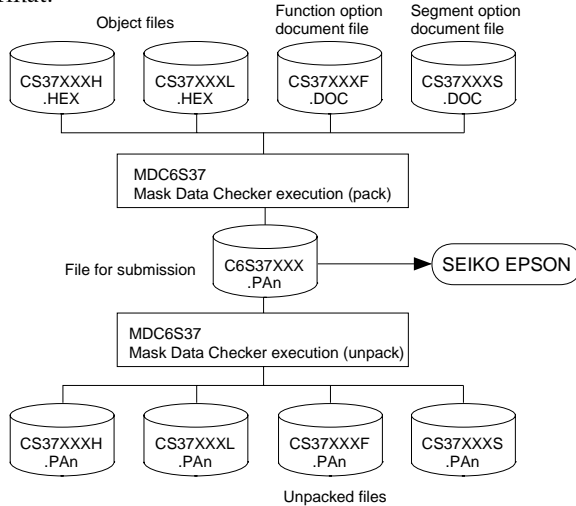 Object files
Function option
document file
Segment option
document file
CS37XXXH
.HEX
CS37XXXL
.HEX
CS37XXXF
.DOC
CS37XXXS
.DOC
MDC6S37
Mask Data Checker execution (pack)
File for submission
C6S37XXX
.PAn
SEIKO EPSON
MDC6S37
Mask Data Checker execution (unpack)
CS37XXXH
.PAn
CS37XXXL
.PAn
CS37XXXF
.PAn
CS37XXXS
.PAn
Unpacked files